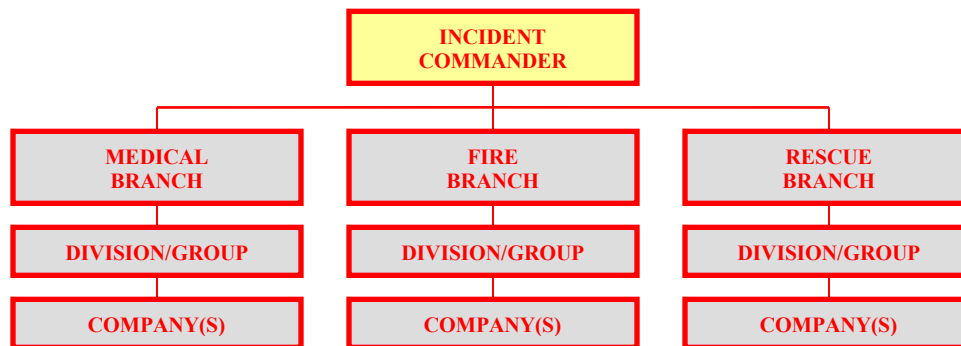 INCIDENT
COMMANDER
MEDICAL
BRANCH
FIRE
BRANCH
RESCUE
BRANCH
DIVISION/GROUP
DIVISION/GROUP
DIVISION/GROUP
COMPANY(S)
COMPANY(S)
COMPANY(S)